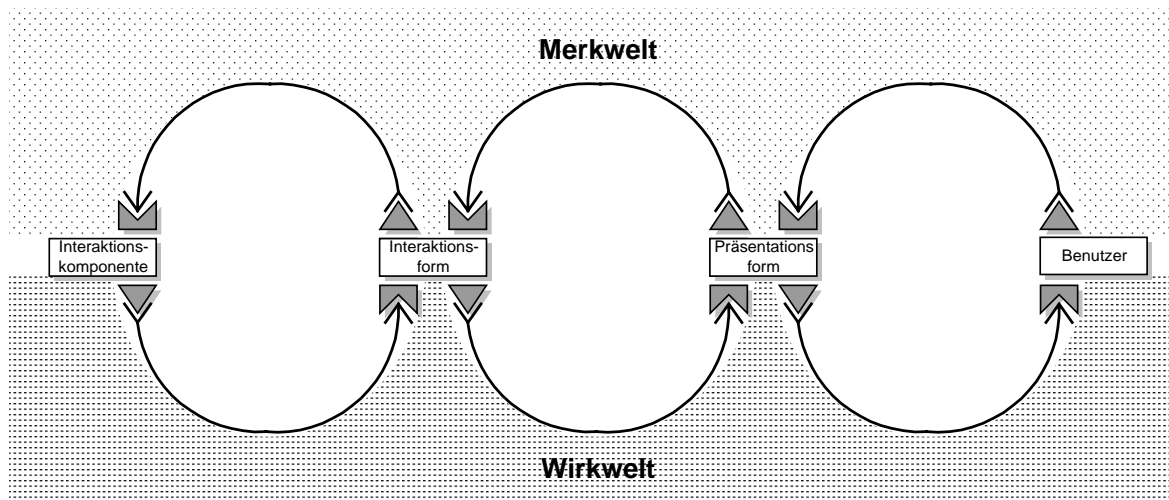 Merkwelt
Interaktions-
komponente
Interaktions-
form
Präsentations
form
Benutzer
Wirkwelt